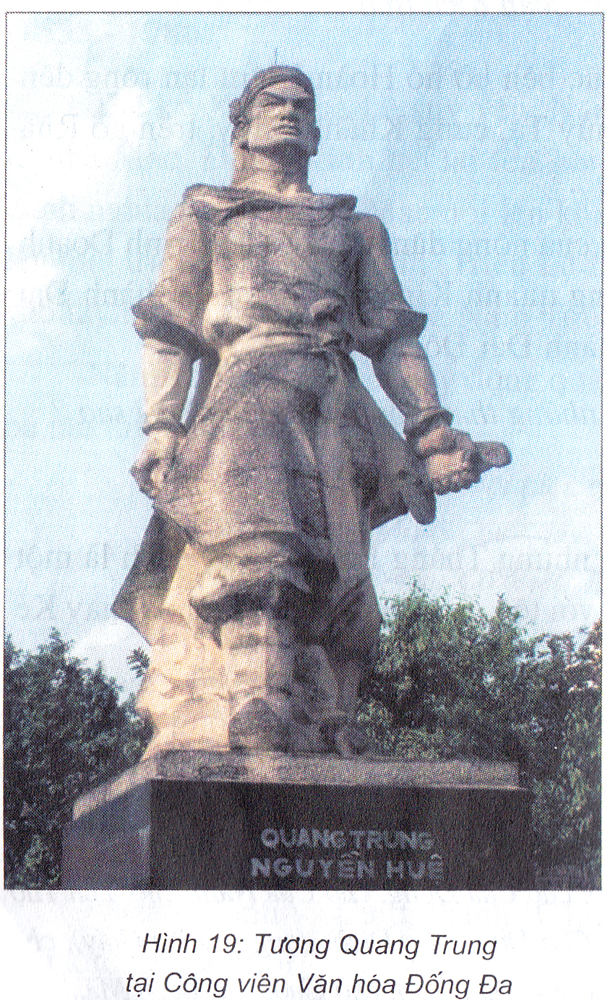 QUANG TRUNG
NGUYỄN HUỆ
Hình 19: Tượng Quang Trung
tại Công viên Văn hóa Đống Đa